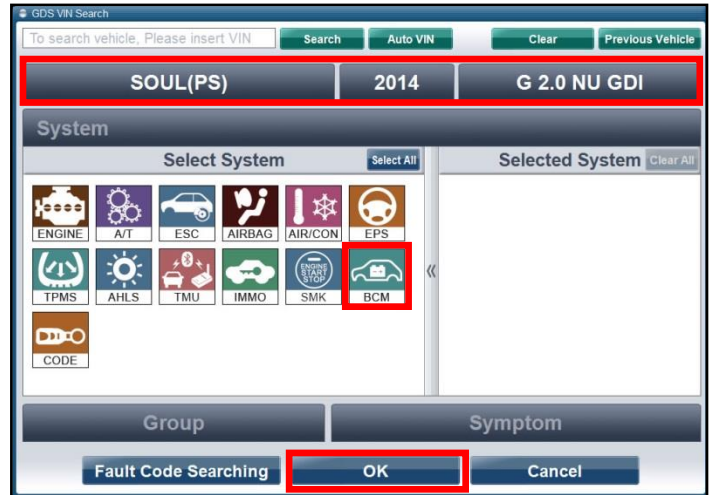 GDS VIN Search
To search vehicle, Please insert VIN Search Auto VIN Clear Previous Vehicle
SOUL(PS) 2014 G 2.0 NU GDI
System
Select System Select All Selected System Clear All
ENGINE A/T ESC AIRBAG AIR/CON EPS
ENGINE START STOP
TPMS AHLS TMU IMMO SMK BCM
CODE
Group Symptom
Fault Code Searching OK Cancel